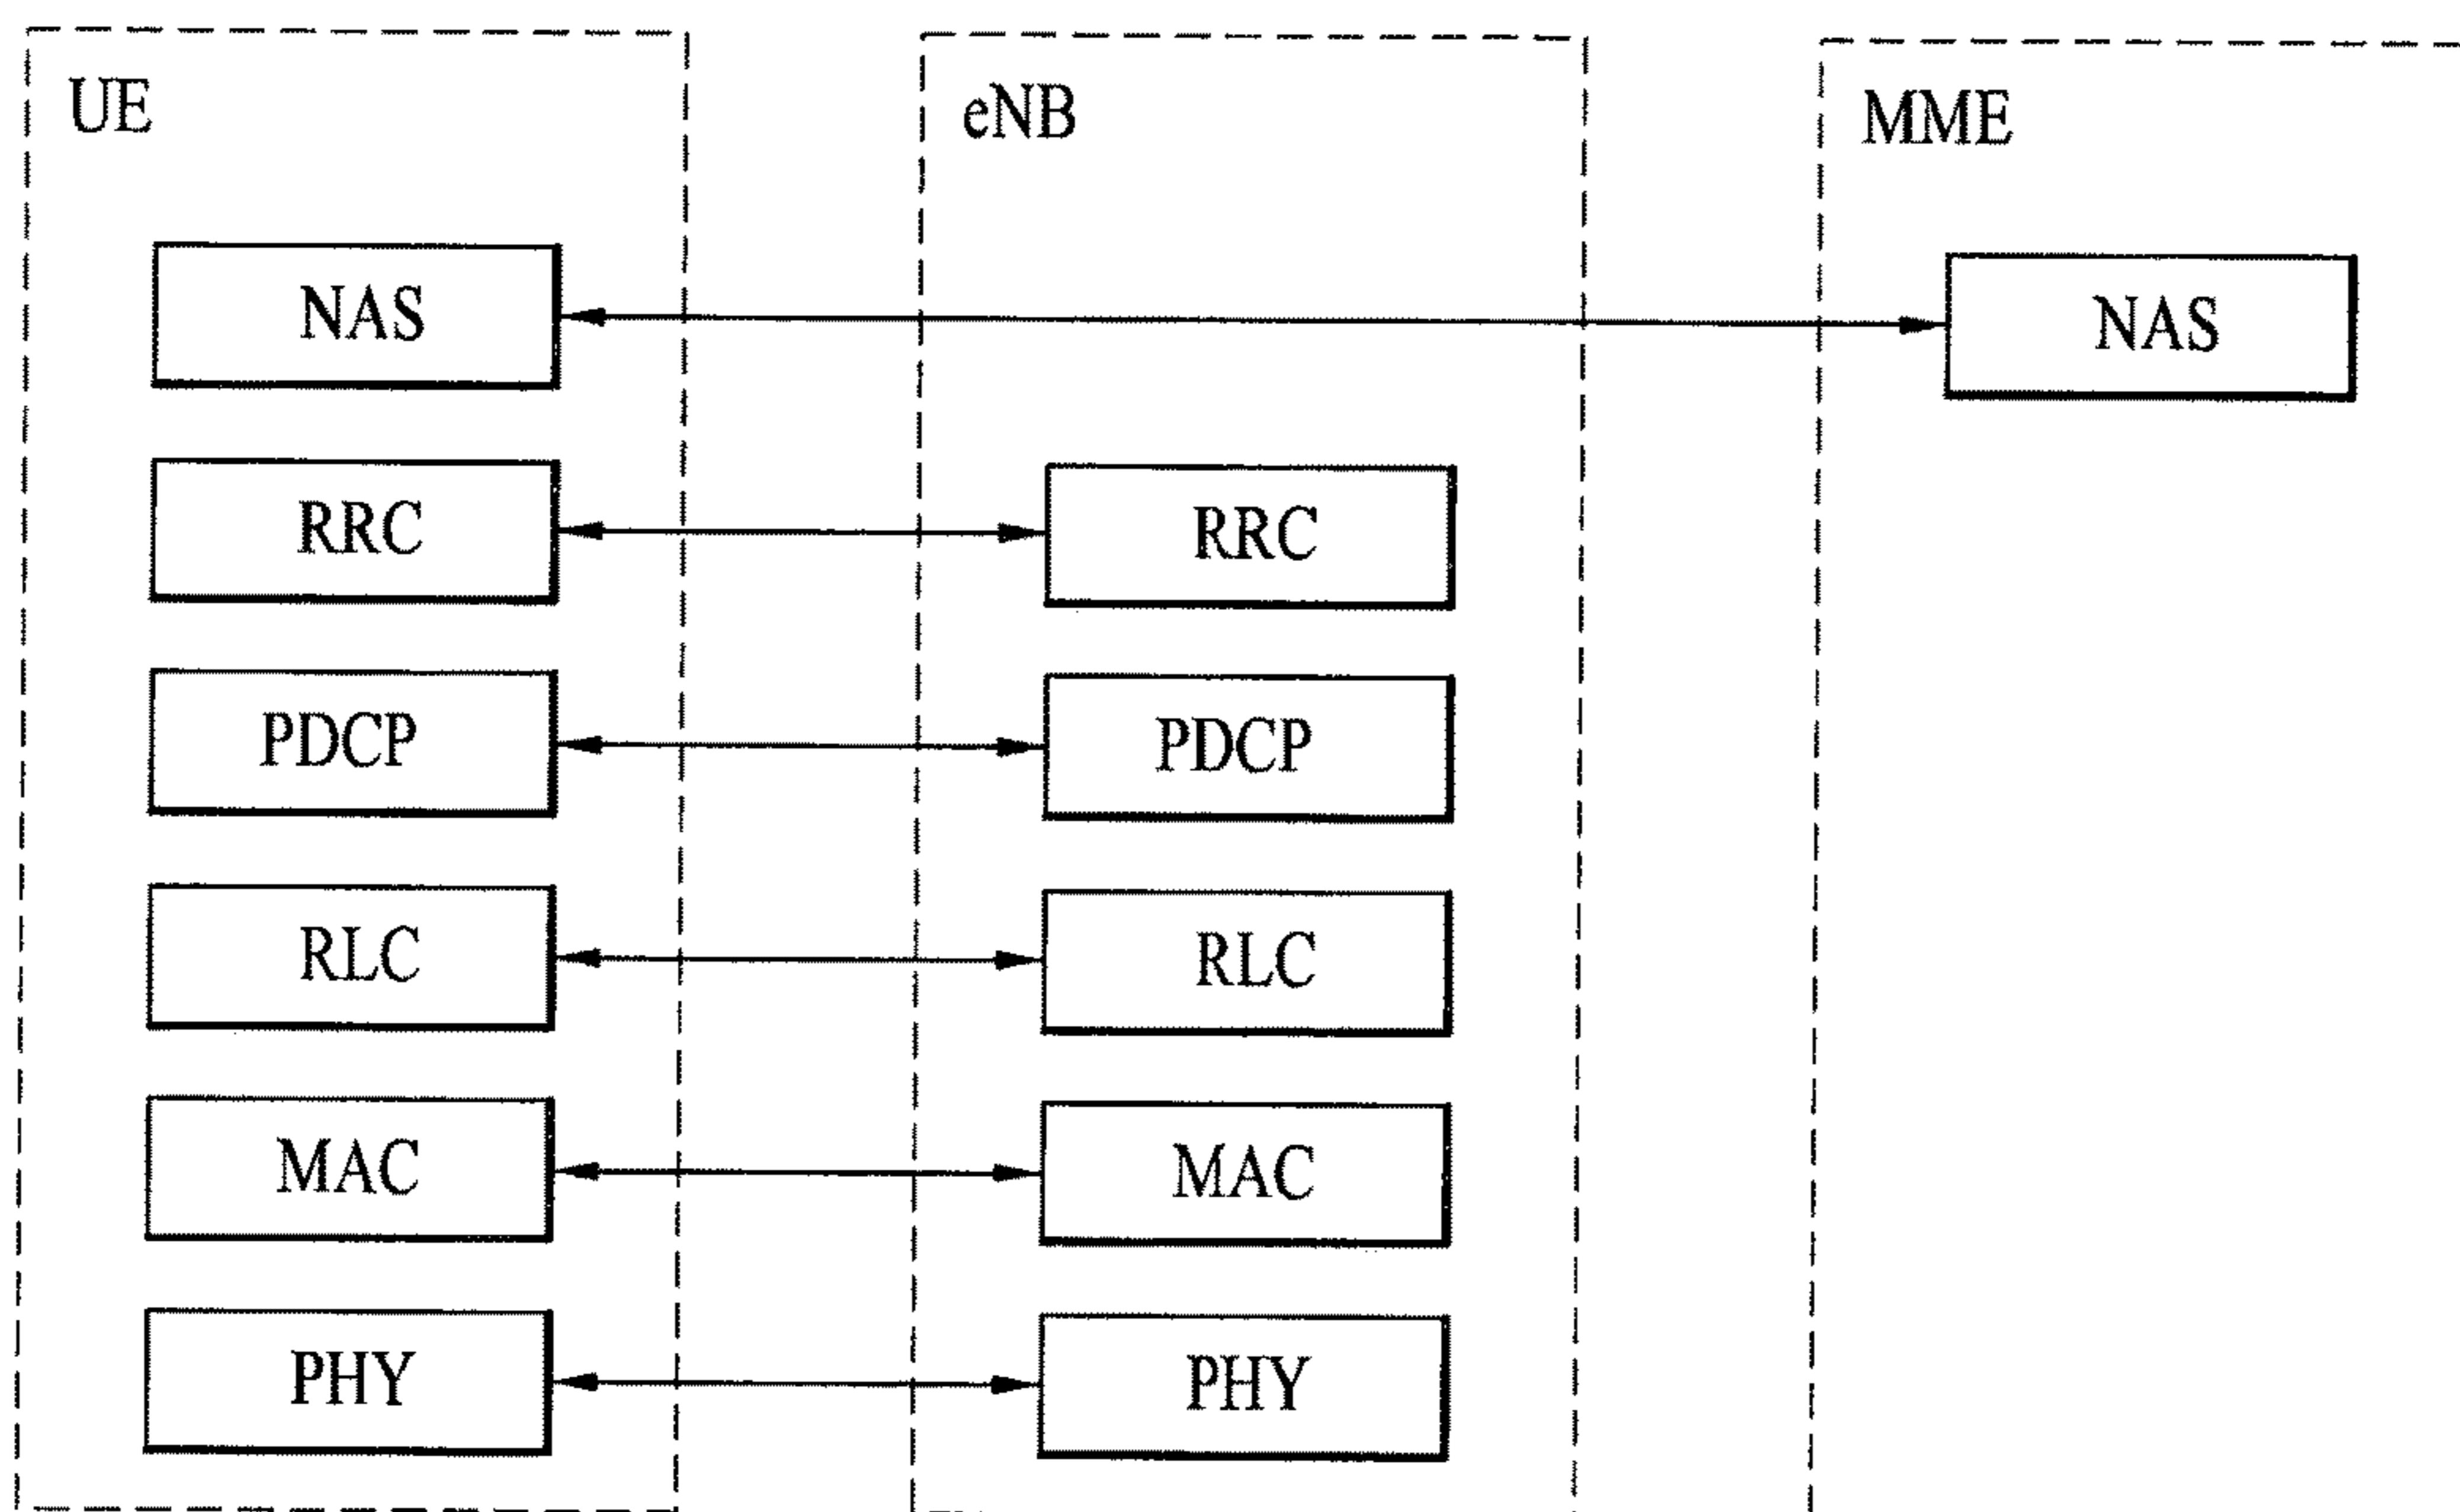 UE
eNB
MME
NAS
NAS
RRC
RRC
PDCP
PDCP
RLC
RLC
MAC
MAC
PHY
PHY